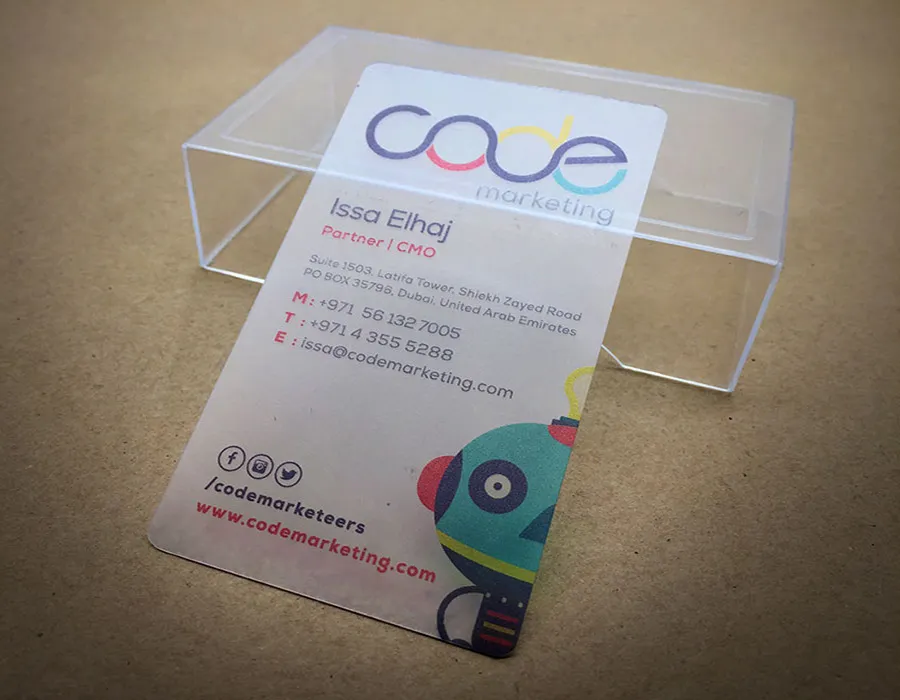 code
marketing
Issa Elhaj
Partner | CMO
Suite 1503, Latifa Tower, Shiekh Zayed Road
PO BOX 35796, Dubai, United Arab Emirates
M : +971 56 132 7005
T : +971 4 355 5288
E : issa@codemarketing.com
/codemarketeers
www.codemarketing.com